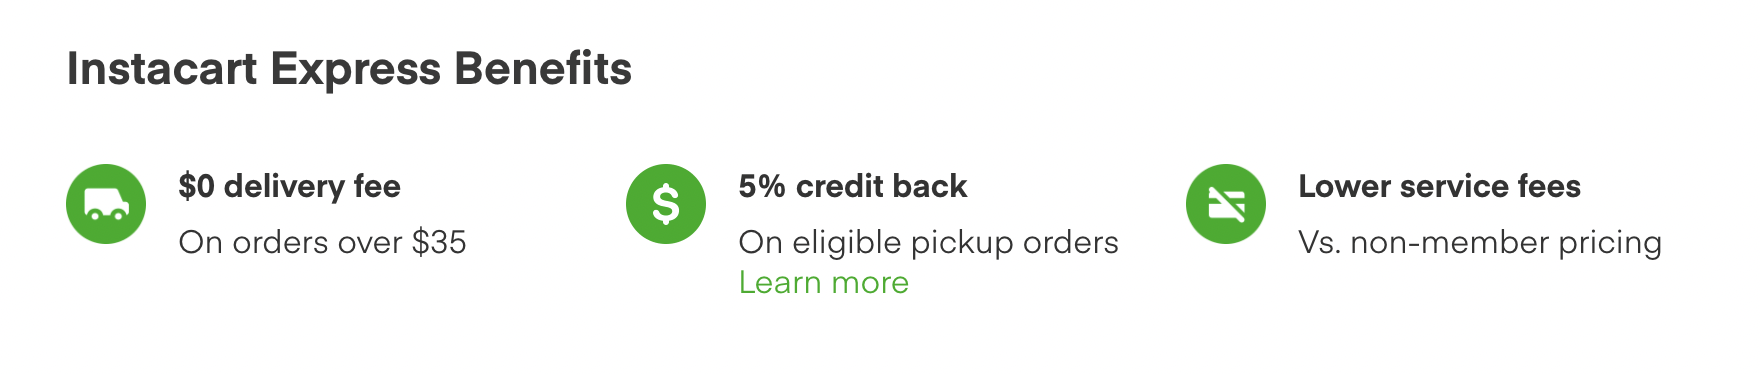 Instacart Express Benefits
$0 delivery fee
On orders over $35
5% credit back
On eligible pickup orders
Learn more
Lower service fees
Vs. non-member pricing